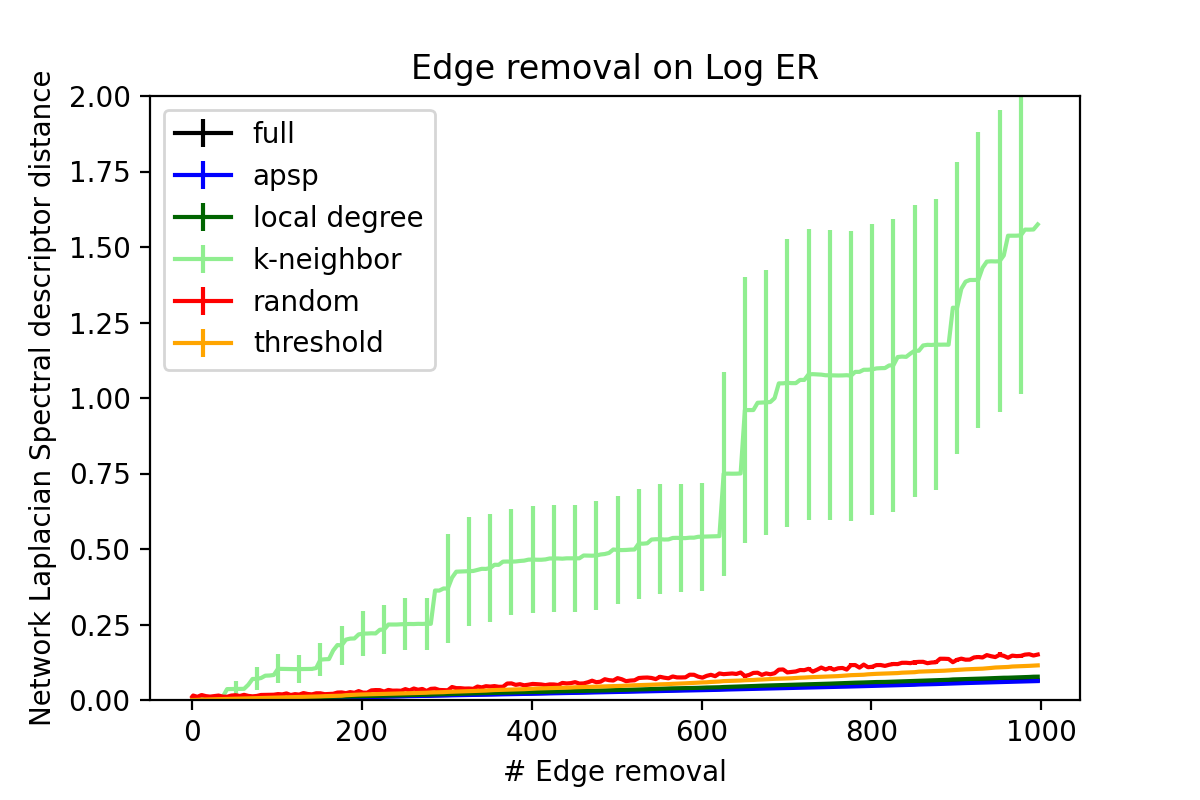 Edge removal on Log ER
Network Laplacian Spectral descriptor distance
2.00
1.75
1.50
1.25
1.00
0.75
0.50
0.25
0.00
full
apsp
local degree
k-neighbor
random
threshold
0 200 400 600 800 1000
# Edge removal